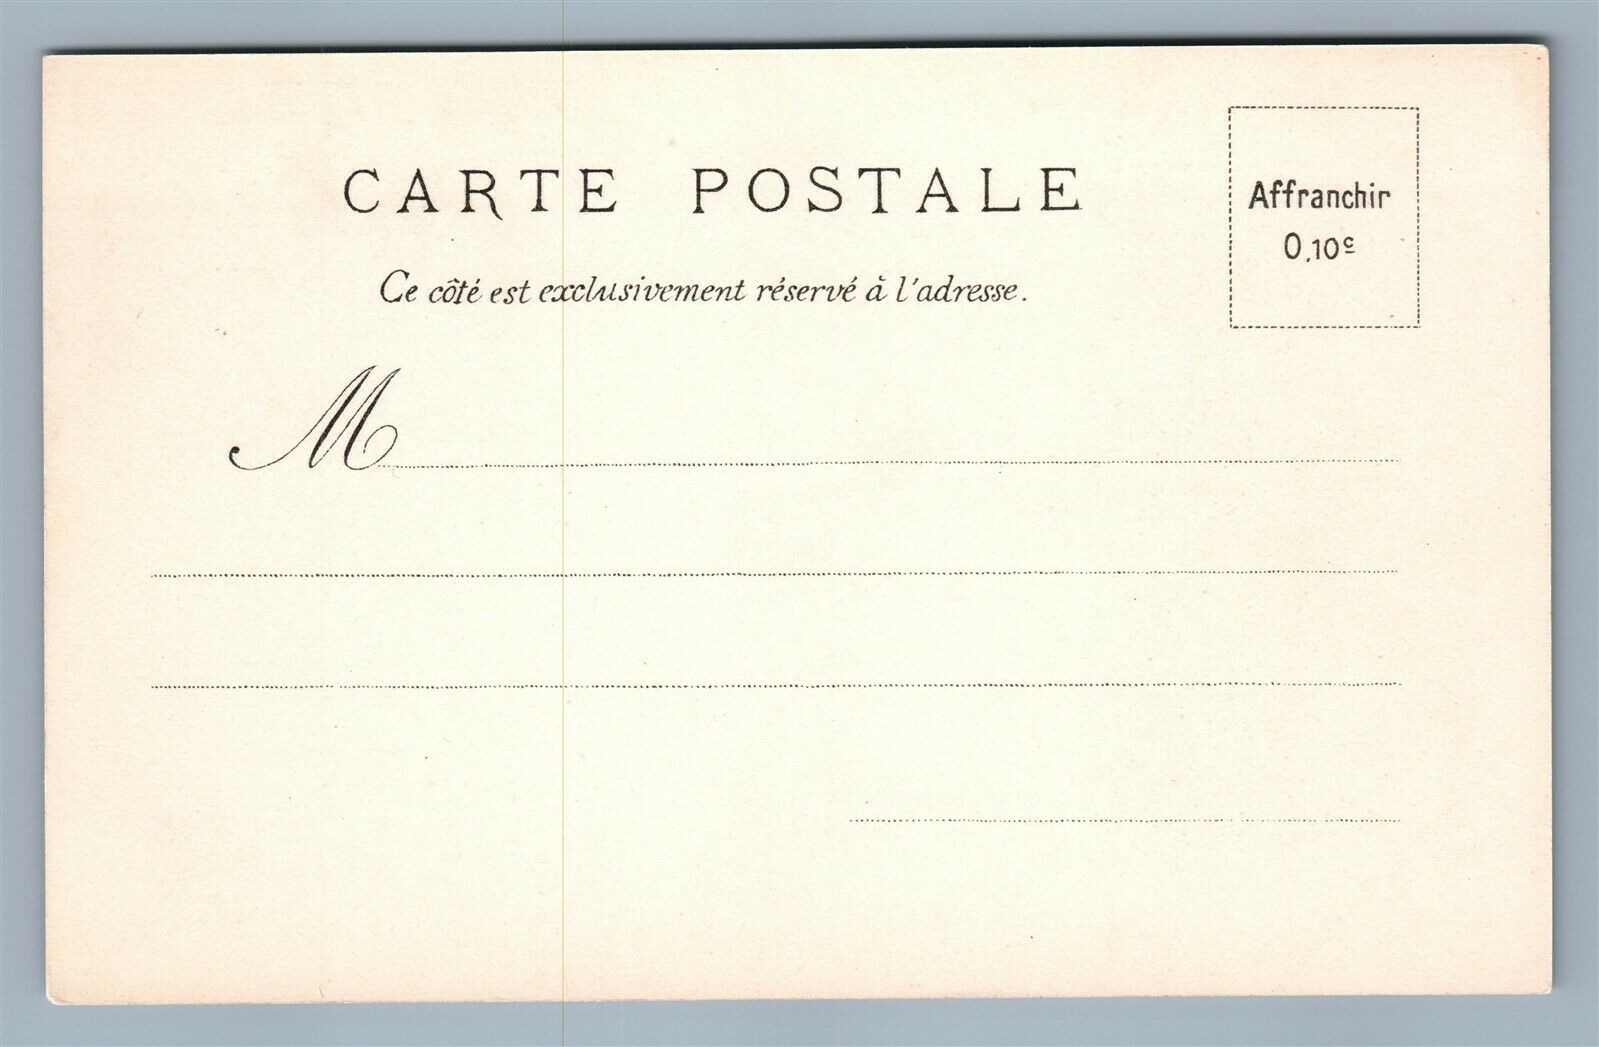 CARTE POSTALE
Affranchir
0,10c
Ce côté est exclusivement réservé à l'adresse.
M